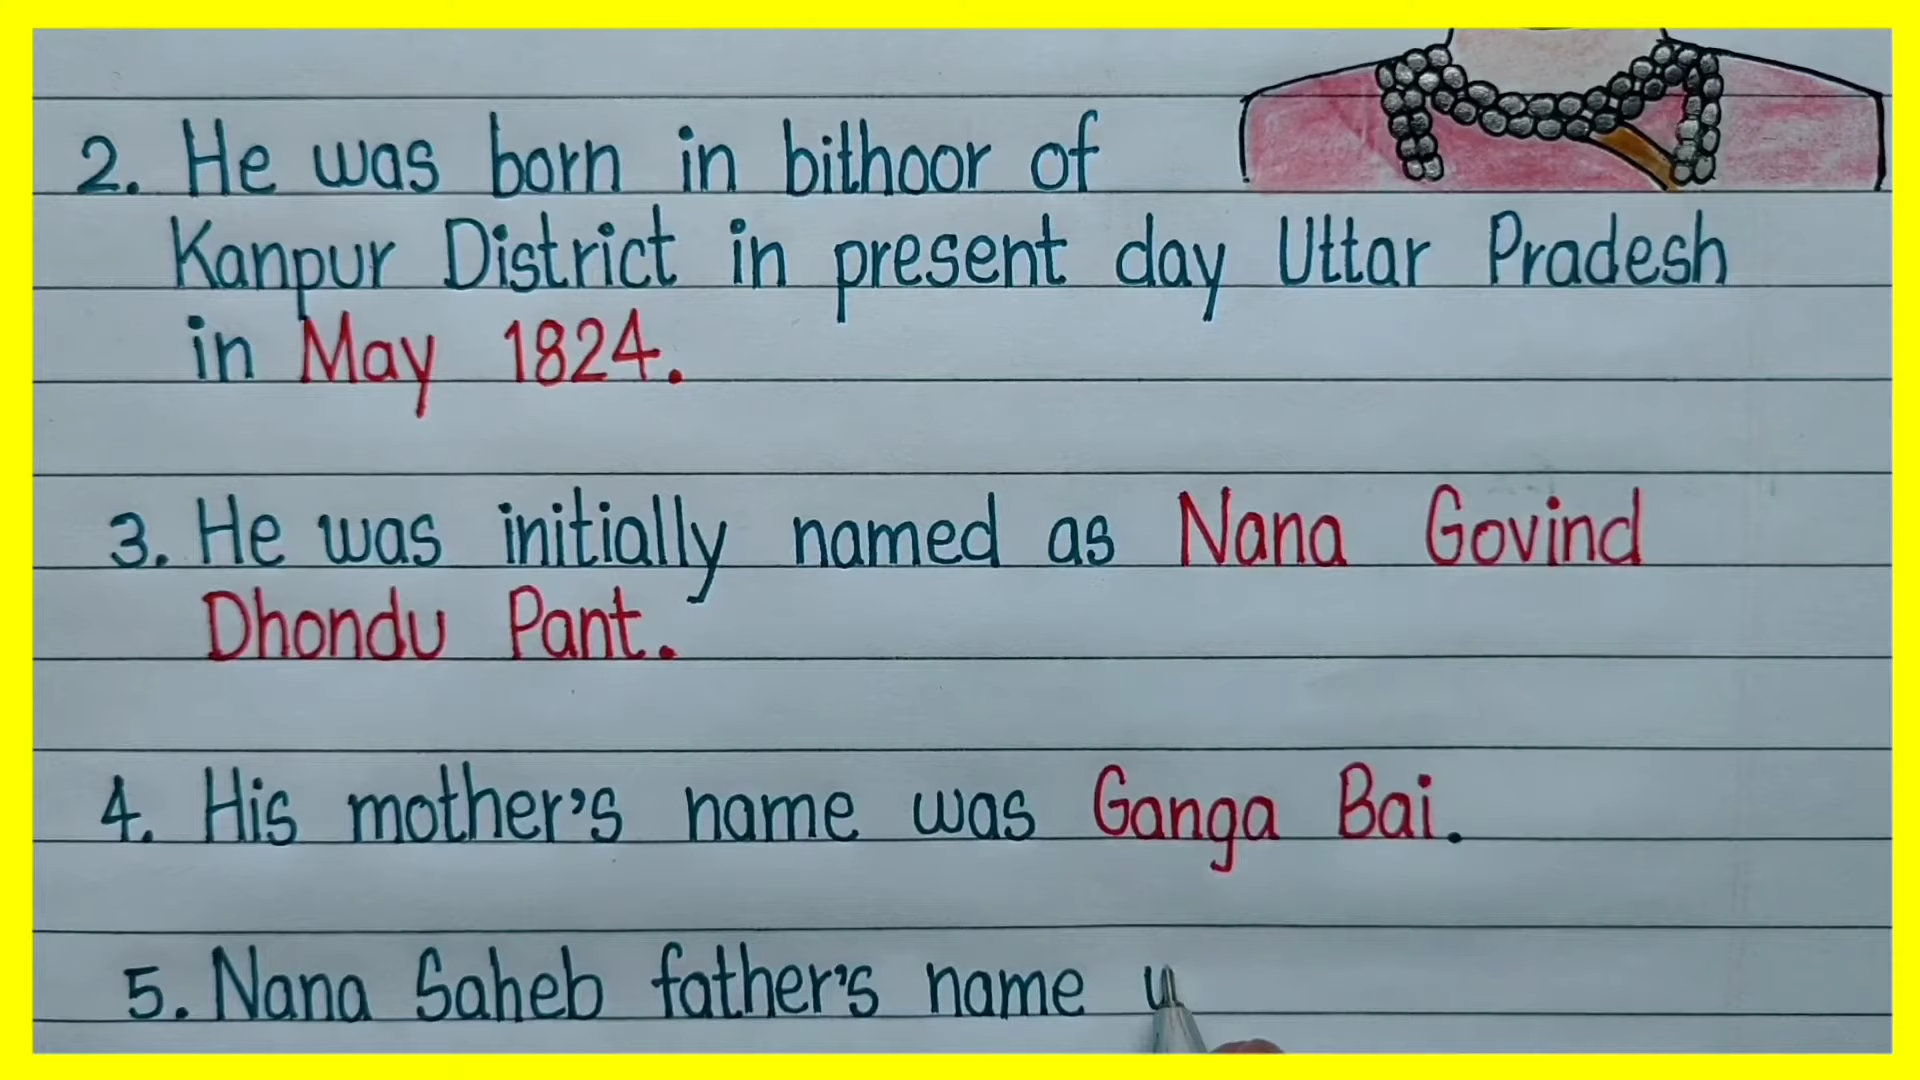 2. He was born in bithoor of
Kanpur District in present day Uttar Pradesh
in May 1824.
3. He was initially named as Nana Govind
Dhondu Pant.
4. His mother's name was Ganga Bai.
5. Nana Saheb father's name